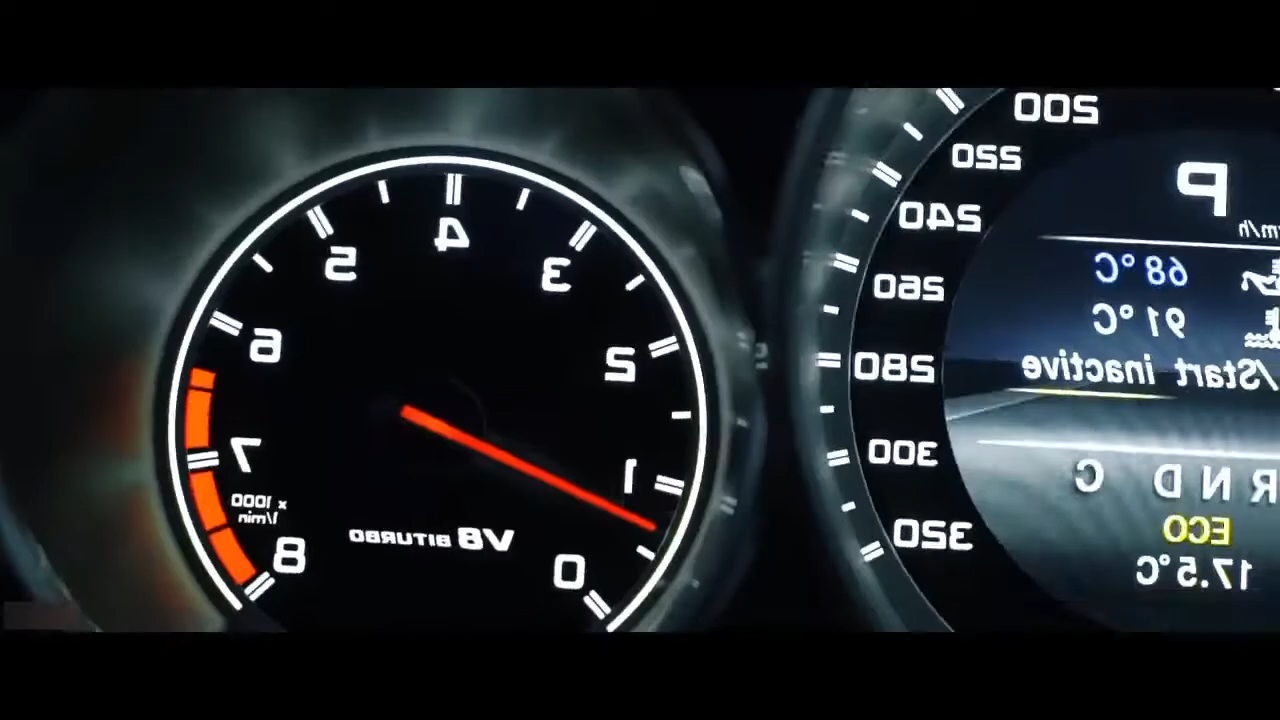 4
5
3
6
2
7
1
x 1000
1/min
8
0
V8 BITURBO
200
220
240
260
280
300
320
P
68°C
91°C
/Start inactive
R N D C
ECO
17.5°C